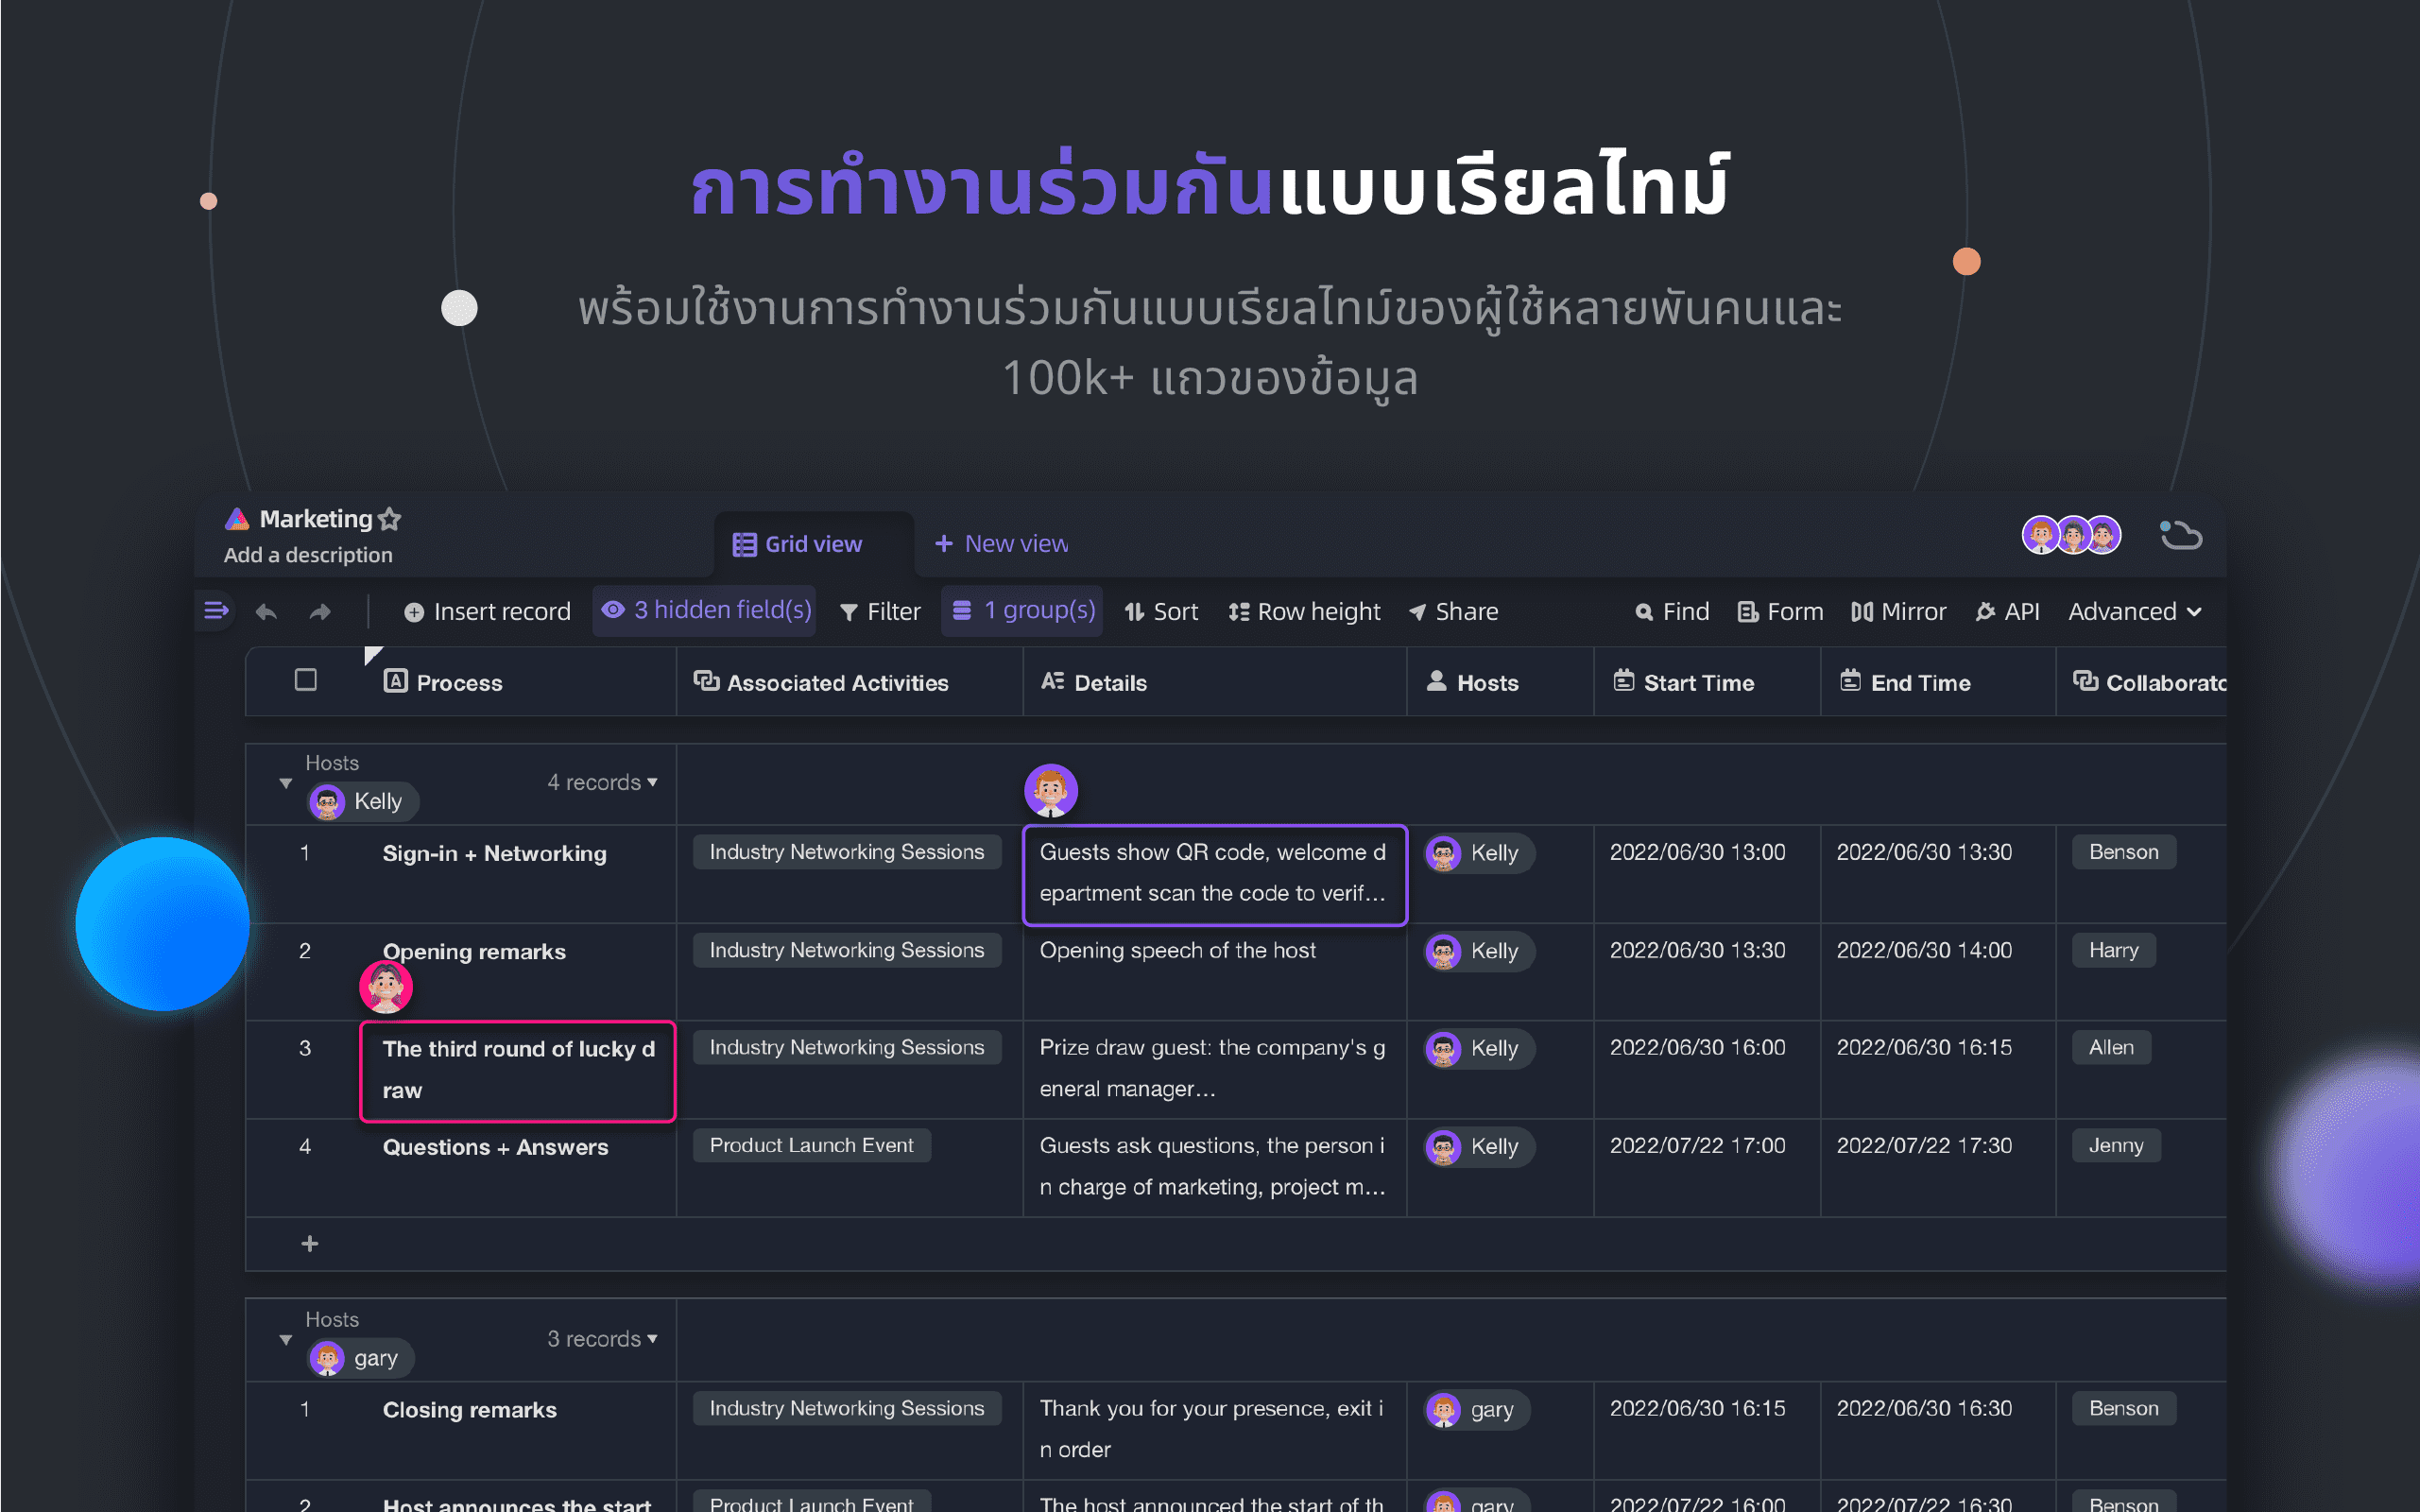 การทำงานร่วมกันแบบเรียลไทม์
พร้อมใช้งานการทำงานร่วมกันแบบเรียลไทม์ของผู้ใช้หลายพันคนและ
100k+ แถวของข้อมูล
Marketing
Add a description
Grid view
New view
Insert record
3 hidden field(s)
Filter
1 group(s)
Sort
Row height
Share
Find
Form
Mirror
API
Advanced
Process
Associated Activities
Details
Hosts
Start Time
End Time
Collaborato
Hosts
Kelly
4 records
1
Sign-in + Networking
Industry Networking Sessions
Guests show QR code, welcome d
epartment scan the code to verif...
Kelly
2022/06/30 13:00
2022/06/30 13:30
Benson
2
Opening remarks
Industry Networking Sessions
Opening speech of the host
Kelly
2022/06/30 13:30
2022/06/30 14:00
Harry
3
The third round of lucky d
raw
Industry Networking Sessions
Prize draw guest: the company's g
eneral manager...
Kelly
2022/06/30 16:00
2022/06/30 16:15
Allen
4
Questions + Answers
Product Launch Event
Guests ask questions, the person i
n charge of marketing, project m...
Kelly
2022/07/22 17:00
2022/07/22 17:30
Jenny
Hosts
gary
3 records
1
Closing remarks
Industry Networking Sessions
Thank you for your presence, exit i
n order
gary
2022/06/30 16:15
2022/06/30 16:30
Benson
2
Host announces the start
Product Launch Event
The host announced the start of th
gary
2022/07/22 16:00
2022/07/22 16:30
Benson